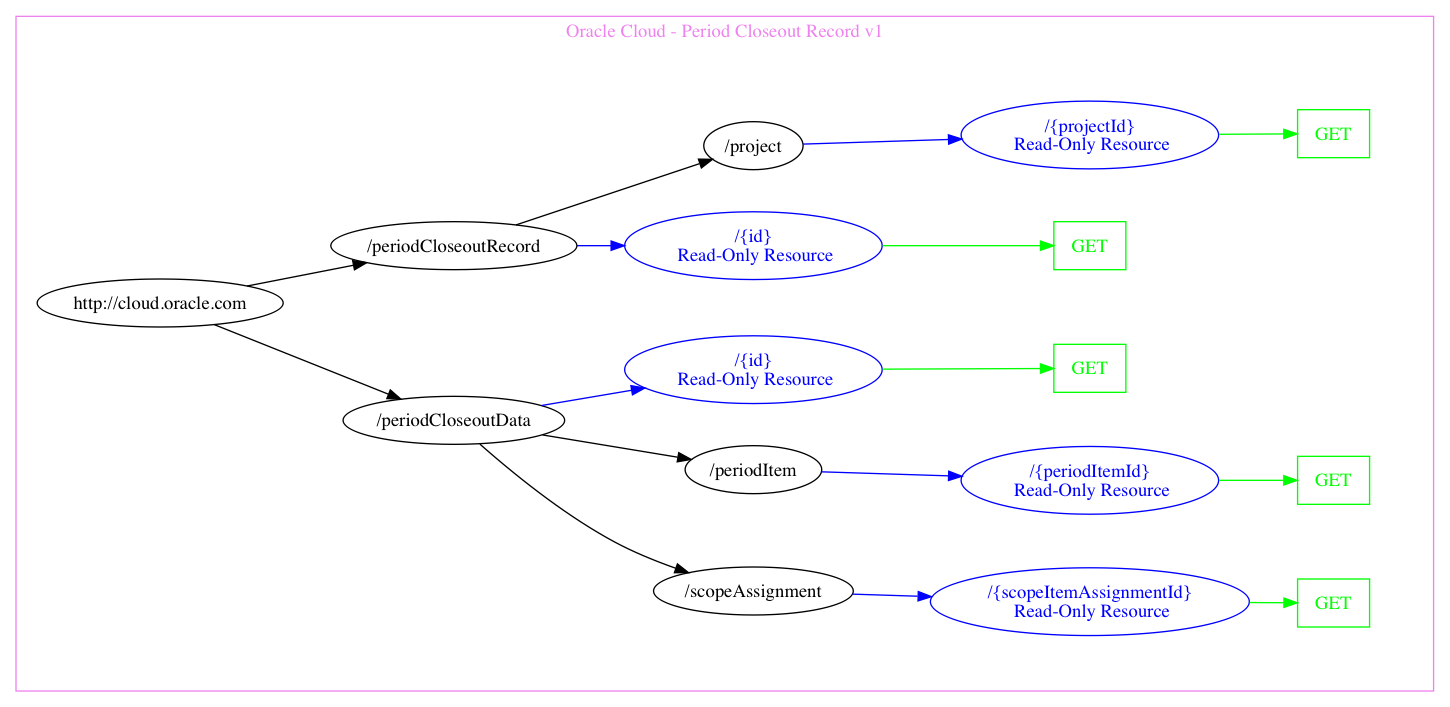 Oracle Cloud - Period Closeout Record v1
/project
/{projectId}
Read-Only Resource
GET
/periodCloseoutRecord
/{id}
Read-Only Resource
GET
http://cloud.oracle.com
/{id}
Read-Only Resource
GET
/periodCloseoutData
/periodItem
/{periodItemId}
Read-Only Resource
GET
/scopeAssignment
/{scopeItemAssignmentId}
Read-Only Resource
GET